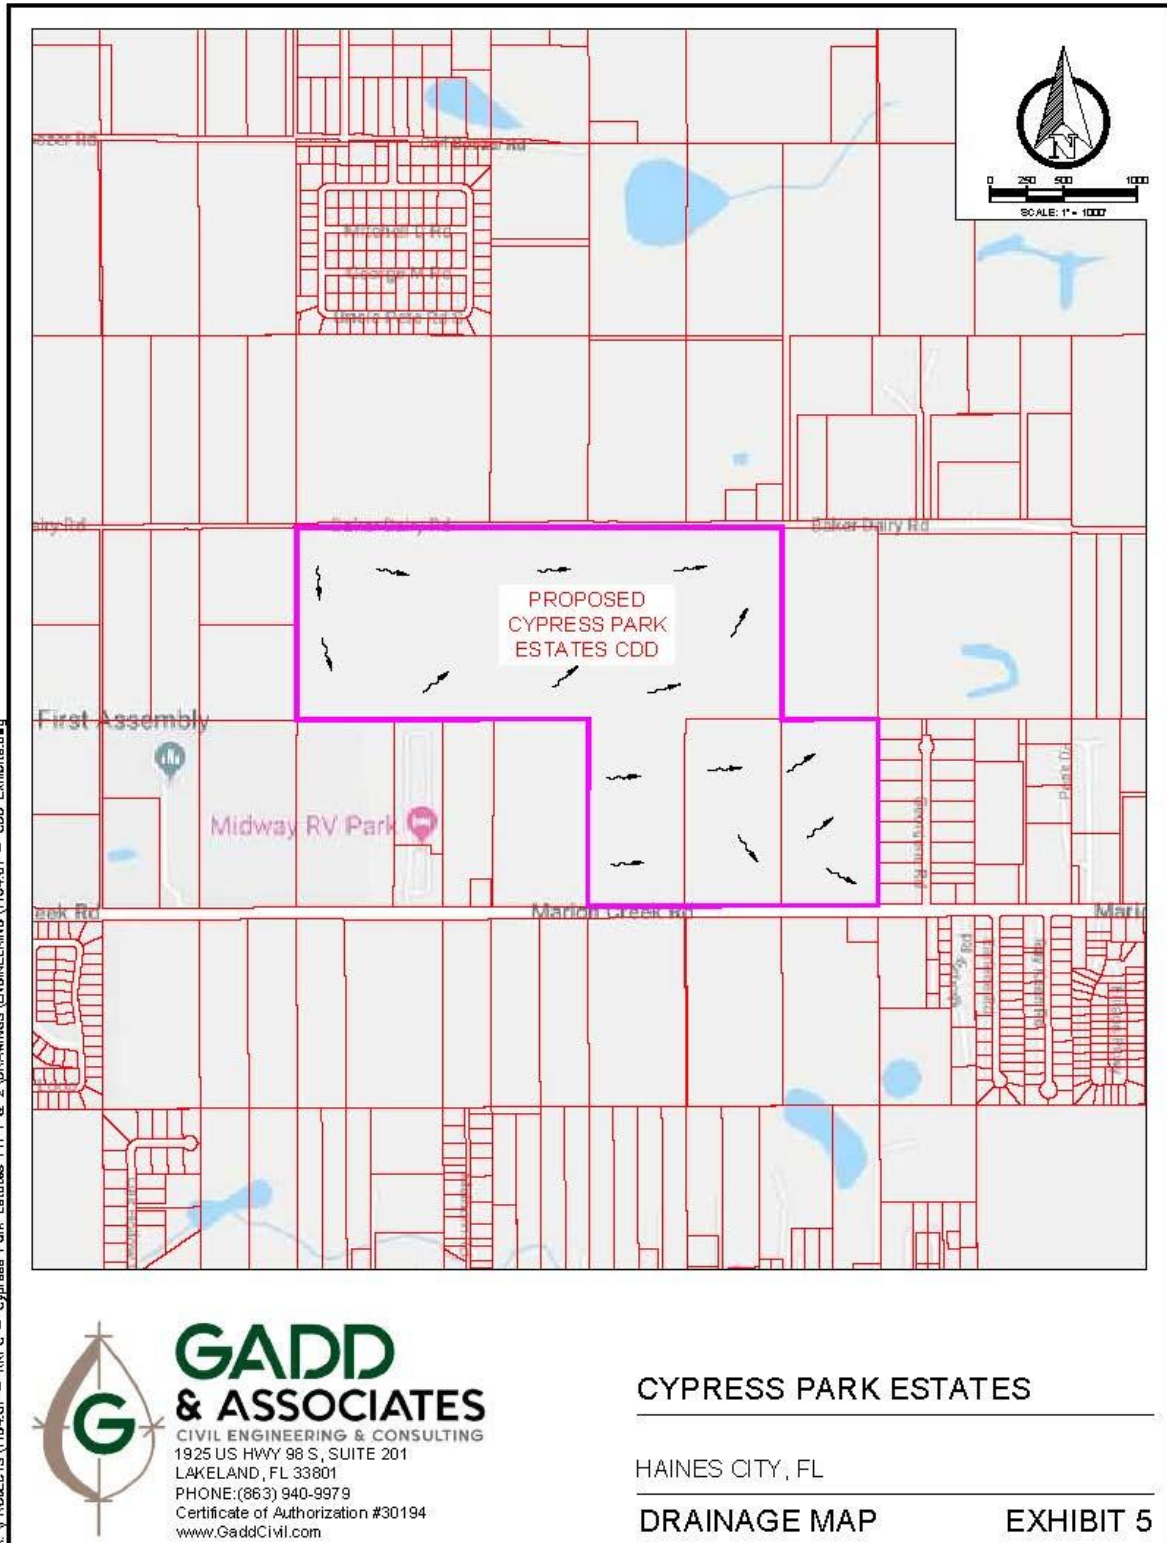 N
0 250 500 1000
SCALE: 1" = 1000'
Mitchell D Rd
George M Rd
Baker Dairy Rd
Baker Dairy Rd
PROPOSED
CYPRESS PARK
ESTATES CDD
First Assembly
Midway RV Park
eek Rd
Marion Creek Rd
Mari
GADD
& ASSOCIATES
CIVIL ENGINEERING & CONSULTING
1925 US HWY 98 S, SUITE 201
LAKELAND, FL 33801
PHONE:(863) 940-9979
Certificate of Authorization #30194
www.GaddCivil.com
G
CYPRESS PARK ESTATES
HAINES CITY, FL
DRAINAGE MAP EXHIBIT 5